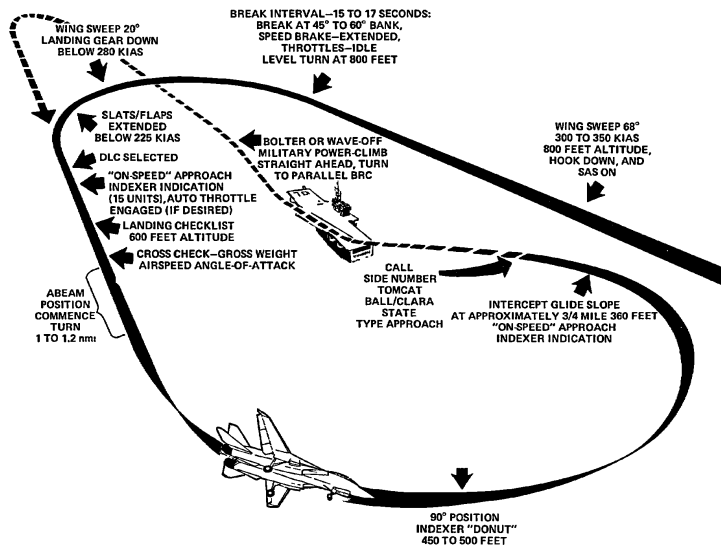 WING SWEEP 20°
LANDING GEAR DOWN
BELOW 280 KIAS
BREAK INTERVAL–15 TO 17 SECONDS:
BREAK AT 45° TO 60° BANK,
SPEED BRAKE–EXTENDED,
THROTTLES–IDLE
LEVEL TURN AT 800 FEET
WING SWEEP 68°
300 TO 350 KIAS
800 FEET ALTITUDE,
HOOK DOWN, AND
SAS ON
SLATS/FLAPS
EXTENDED
BELOW 225 KIAS
DLC SELECTED
"ON-SPEED" APPROACH
INDEXER INDICATION
(15 UNITS), AUTO THROTTLE
ENGAGED (IF DESIRED)
LANDING CHECKLIST
600 FEET ALTITUDE
CROSS CHECK–GROSS WEIGHT
AIRSPEED ANGLE-OF-ATTACK
BOLTER OR WAVE-OFF
MILITARY POWER-CLIMB
STRAIGHT AHEAD, TURN
TO PARALLEL BRC
ABEAM
POSITION
COMMENCE
TURN
1 TO 1.2 nmi
CALL
SIDE NUMBER
TOMCAT
BALL/CLARA
STATE
TYPE APPROACH
INTERCEPT GLIDE SLOPE
AT APPROXIMATELY 3/4 MILE 360 FEET
"ON-SPEED" APPROACH
INDEXER INDICATION
90° POSITION
INDEXER "DONUT"
450 TO 500 FEET